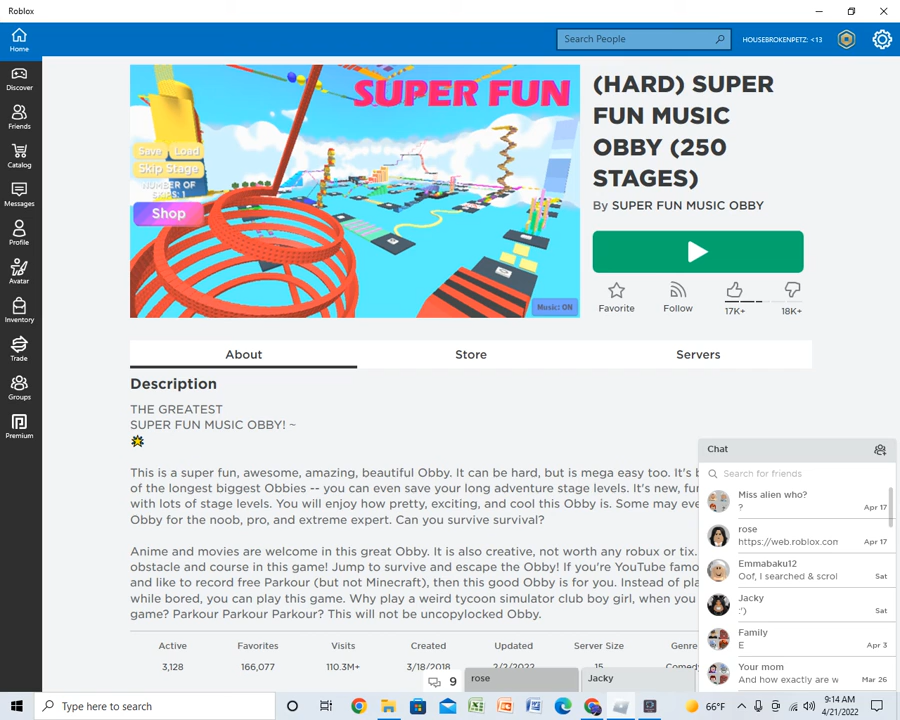 Roblox
Home
Search People
HOUSEBROKENPETZ: <13
Discover
Friends
Catalog
Messages
Profile
Avatar
Inventory
Trade
Groups
Premium
SUPER FUN
Save Load
Skip Stage
NUMBER OF
SKIPS: 1
Shop
Music: ON
(HARD) SUPER
FUN MUSIC
OBBY (250
STAGES)
By SUPER FUN MUSIC OBBY
Favorite
Follow
17K+
18K+
About
Store
Servers
Description
THE GREATEST
SUPER FUN MUSIC OBBY! ~
This is a super fun, awesome, amazing, beautiful Obby. It can be hard, but is mega easy too. It's
of the longest biggest Obbies -- you can even save your long adventure stage levels. It's new,
with lots of stage levels. You will enjoy how pretty, exciting, and cool this Obby is. Some may
Obby for the noob, pro, and extreme expert. Can you survive survival?
Anime and movies are welcome in this great Obby. It is also creative, not worth any robux or tix.
obstacle and course in this game! Jump to survive and escape the Obby! If you're YouTube
and like to record free Parkour (but not Minecraft), then this good Obby is for you. Instead of
while bored, you can play this game. Why play a weird tycoon simulator club boy girl, when you
game? Parkour Parkour Parkour? This will not be uncopylocked Obby.
Active
Favorites
Visits
Created
Updated
Server Size
Genre
3,128
166,077
110.3M+
3/18/2018
2/2/2022
15
Chat
Search for friends
Miss alien who?
?
Apr 17
rose
https://web.roblox.com
Apr 17
Emmabaku12
Oof, I searched & scrol
Sat
Jacky
:')
Sat
Family
E
Apr 3
Your mom
And how exactly are w
Mar 26
9
rose
Jacky
Type here to search
66°F
9:14 AM
4/21/2022